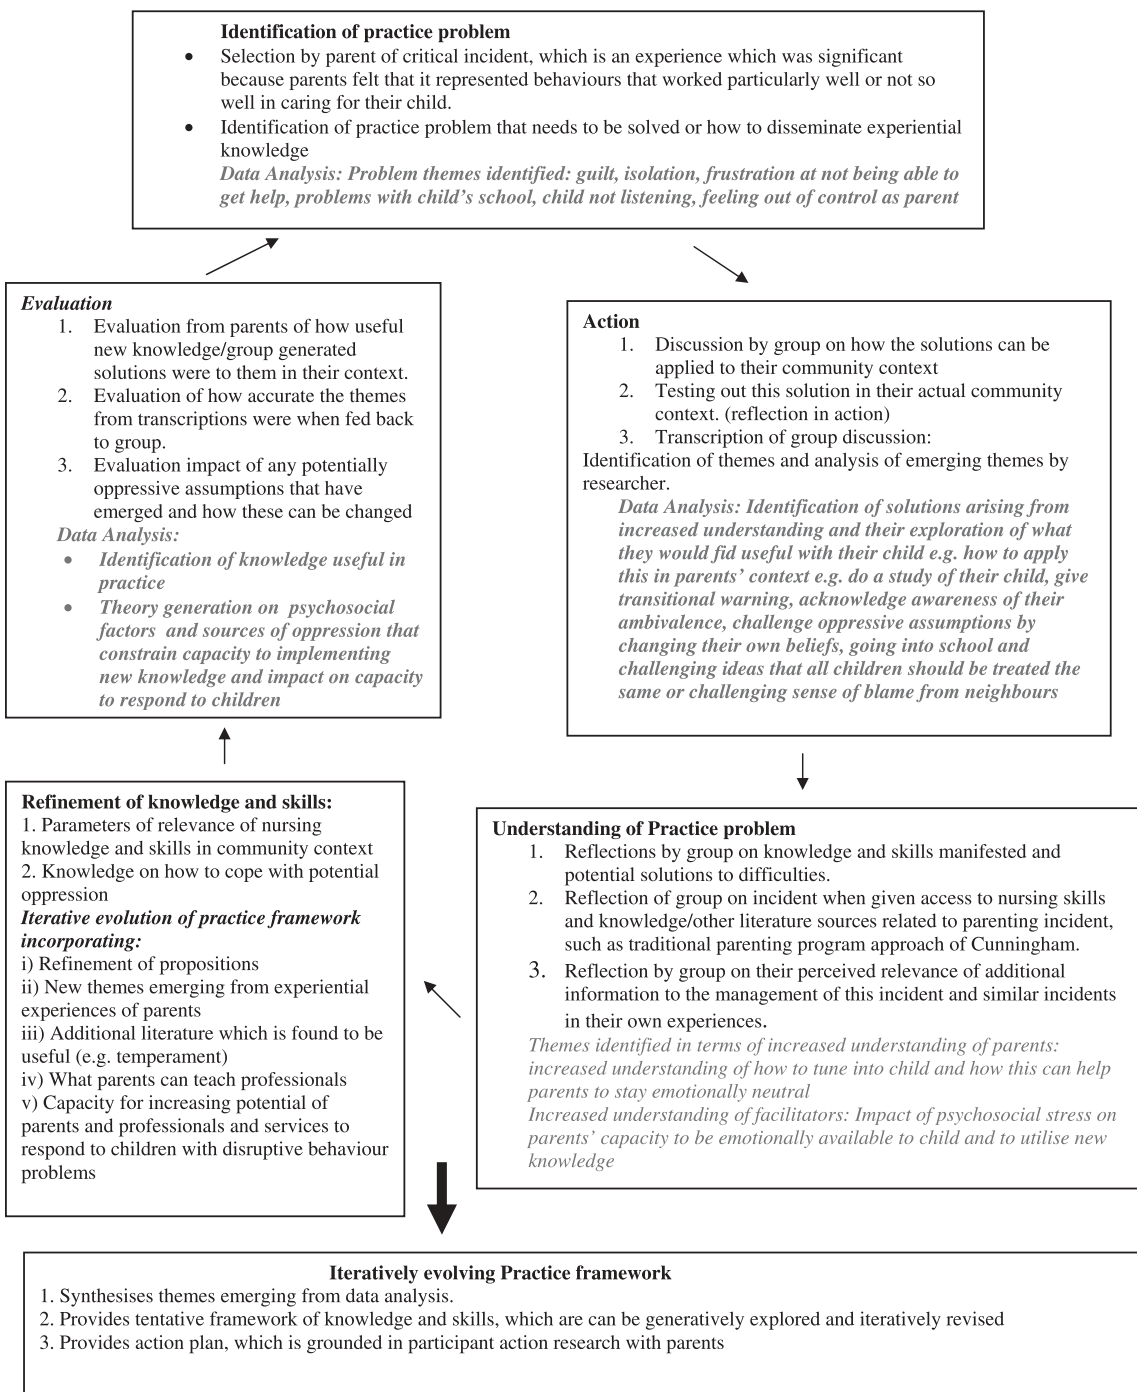 Identification of practice problem
• Selection by parent of critical incident, which is an experience which was significant
because parents felt that it represented behaviours that worked particularly well or not so
well in caring for their child.
• Identification of practice problem that needs to be solved or how to disseminate experiential
knowledge
Data Analysis: Problem themes identified: guilt, isolation, frustration at not being able to
get help, problems with child's school, child not listening, feeling out of control as parent
Action
1. Discussion by group on how the solutions can be
applied to their community context
2. Testing out this solution in their actual community
context. (reflection in action)
3. Transcription of group discussion:
Identification of themes and analysis of emerging themes by
researcher.
Data Analysis: Identification of solutions arising from
increased understanding and their exploration of what
they would fid useful with their child e.g. how to apply
this in parents' context e.g. do a study of their child, give
transitional warning, acknowledge awareness of their
ambivalence, challenge oppressive assumptions by
changing their own beliefs, going into school and
challenging ideas that all children should be treated the
same or challenging sense of blame from neighbours
Understanding of Practice problem
1. Reflections by group on knowledge and skills manifested and
potential solutions to difficulties.
2. Reflection of group on incident when given access to nursing skills
and knowledge/other literature sources related to parenting incident,
such as traditional parenting program approach of Cunningham.
3. Reflection by group on their perceived relevance of additional
information to the management of this incident and similar incidents
in their own experiences.
Themes identified in terms of increased understanding of parents:
increased understanding of how to tune into child and how this can help
parents to stay emotionally neutral
Increased understanding of facilitators: Impact of psychosocial stress on
parents' capacity to be emotionally available to child and to utilise new
knowledge
Refinement of knowledge and skills:
1. Parameters of relevance of nursing
knowledge and skills in community context
2. Knowledge on how to cope with potential
oppression
Iterative evolution of practice framework
incorporating:
i) Refinement of propositions
ii) New themes emerging from experiential
experiences of parents
iii) Additional literature which is found to be
useful (e.g. temperament)
iv) What parents can teach professionals
v) Capacity for increasing potential of
parents and professionals and services to
respond to children with disruptive behaviour
problems
Evaluation
1. Evaluation from parents of how useful
new knowledge/group generated
solutions were to them in their context.
2. Evaluation of how accurate the themes
from transcriptions were when fed back
to group.
3. Evaluation impact of any potentially
oppressive assumptions that have
emerged and how these can be changed
Data Analysis:
• Identification of knowledge useful in
practice
• Theory generation on psychosocial
factors and sources of oppression that
constrain capacity to implementing
new knowledge and impact on capacity
to respond to children
Iteratively evolving Practice framework
1. Synthesises themes emerging from data analysis.
2. Provides tentative framework of knowledge and skills, which are can be generatively explored and iteratively revised
3. Provides action plan, which is grounded in participant action research with parents